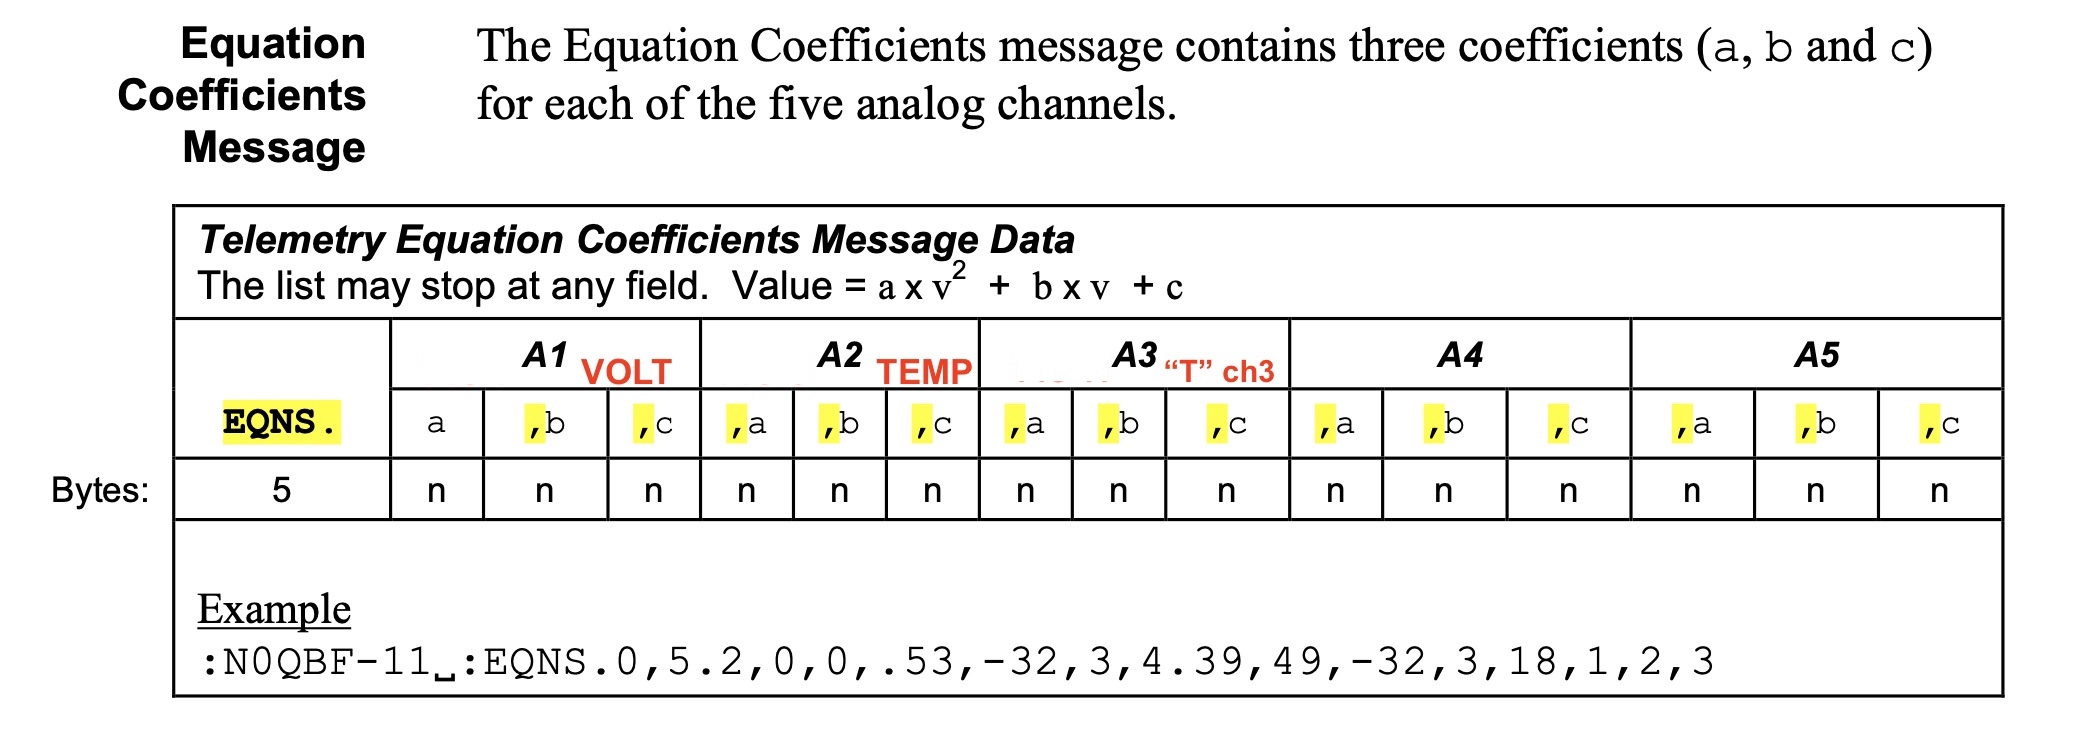 Equation
Coefficients
Message
The Equation Coefficients message contains three coefficients (a, b and c)
for each of the five analog channels.
Telemetry Equation Coefficients Message Data
The list may stop at any field. Value = a x v² + b x v + c
A1 VOLT A2 TEMP A3 “T” ch3 A4 A5
EQNS. a ,b ,c ,a ,b ,c ,a ,b ,c ,a ,b ,c ,a ,b ,c
Bytes: 5 n n n n n n n n n n n n n n n
Example
:N0QBF-11␣:EQNS.0,5.2,0,0,.53,-32,3,4.39,49,-32,3,18,1,2,3